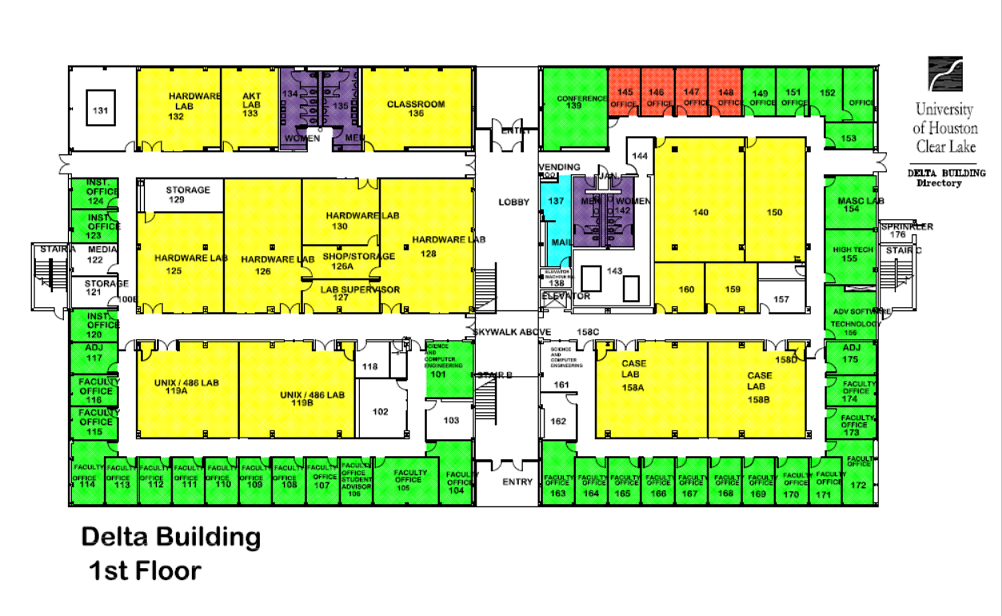 131
HARDWARE
LAB
132
AKT
LAB
133
134
135
WOMEN
MEN
CLASSROOM
136
ENTRY
CONFERENCE
139
145
OFFICE
146
OFFICE
147
OFFICE
148
OFFICE
149
OFFICE
151
OFFICE
152
OFFICE
153
University
of Houston
Clear Lake
DELTA BUILDING
Directory
INST.
OFFICE
124
INST.
OFFICE
123
STAIR A
MEDIA
122
STORAGE
121
100E
INST.
OFFICE
120
ADJ
117
FACULTY
OFFICE
116
FACULTY
OFFICE
115
STORAGE
129
HARDWARE LAB
125
HARDWARE LAB
126
HARDWARE LAB
130
SHOP/STORAGE
126A
LAB SUPERVISOR
127
HARDWARE LAB
128
LOBBY
VENDING
137
MAIL
JAN.
MEN
WOMEN
142
144
ELEVATOR
MACHINE RM.
138
ELEVATOR
143
140
150
160
159
157
MASC LAB
154
HIGH TECH
155
ADV SOFTWARE
TECHNOLOGY
156
SPRINKLER
176
STAIR C
SKYWALK ABOVE
158C
UNIX / 486 LAB
119A
UNIX / 486 LAB
119B
118
102
SCIENCE
AND
COMPUTER
ENGINEERING
101
103
STAIR B
SCIENCE
AND
COMPUTER
ENGINEERING
161
162
CASE
LAB
158A
158D
CASE
LAB
158B
ADJ
175
FACULTY
OFFICE
174
FACULTY
OFFICE
173
FACULTY
OFFICE
114
FACULTY
OFFICE
113
FACULTY
OFFICE
112
FACULTY
OFFICE
111
FACULTY
OFFICE
110
FACULTY
OFFICE
109
FACULTY
OFFICE
108
FACULTY
OFFICE
107
FACULTY
OFFICE
STUDENT
ADVISOR
106
FACULTY
OFFICE
105
FACULTY
OFFICE
104
ENTRY
FACULTY
OFFICE
163
FACULTY
OFFICE
164
FACULTY
OFFICE
165
FACULTY
OFFICE
166
FACULTY
OFFICE
167
FACULTY
OFFICE
168
FACULTY
OFFICE
169
FACULTY
OFFICE
170
FACULTY
OFFICE
171
FACULTY
OFFICE
172
Delta Building
1st Floor